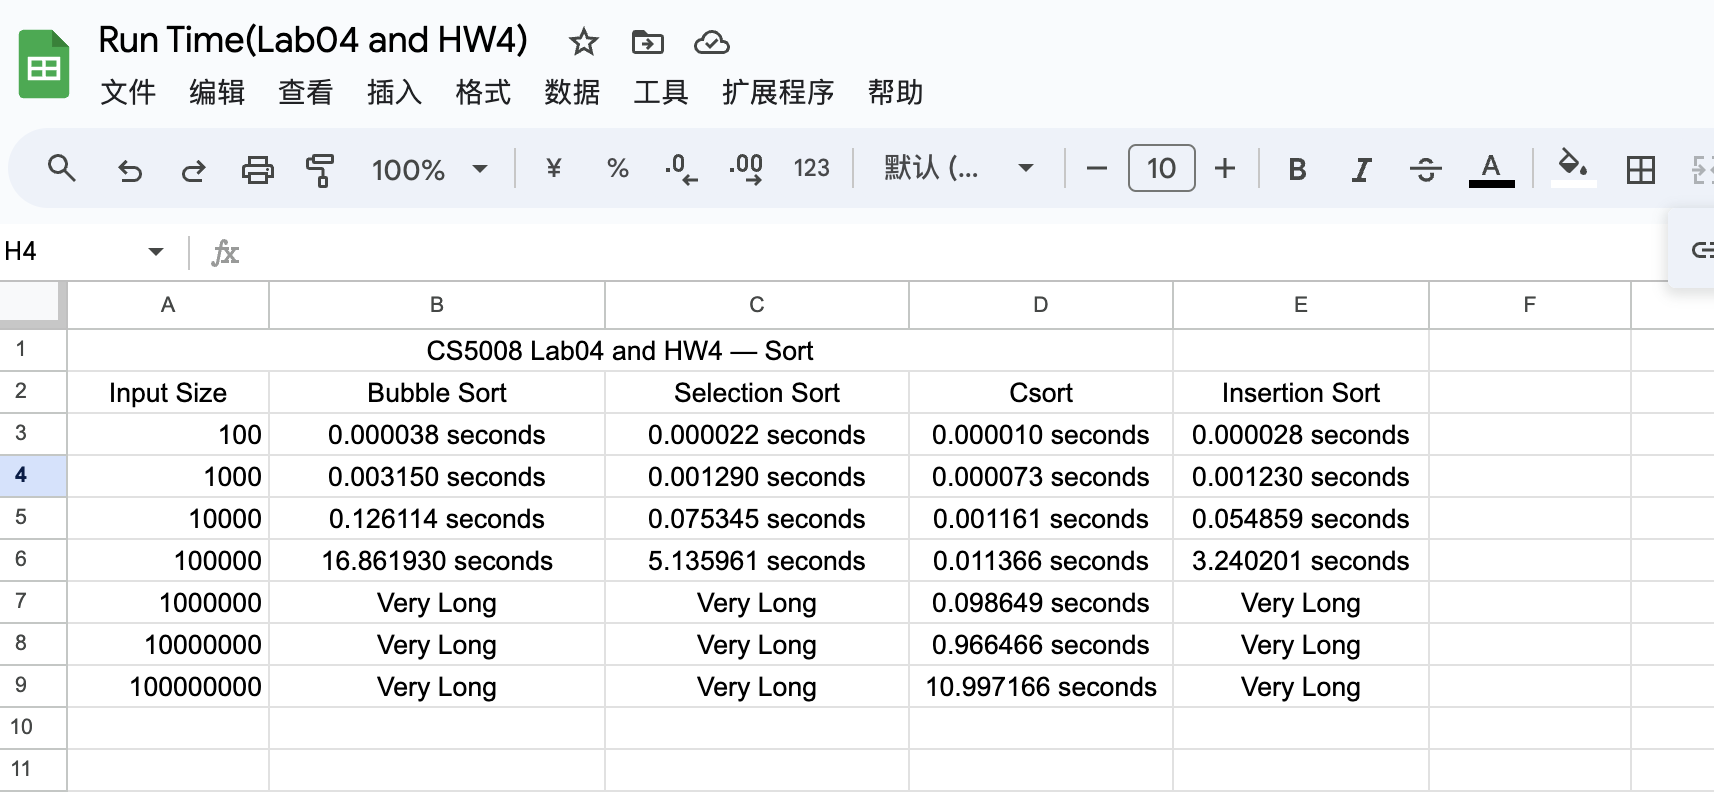 Run Time(Lab04 and HW4)
文件 编辑 查看 插入 格式 数据 工具 扩展程序 帮助
100% ¥ % .0 .00 123 默认 (... 10 B I S A
H4 fx
A B C D E F
1 CS5008 Lab04 and HW4 — Sort
2 Input Size Bubble Sort Selection Sort Csort Insertion Sort
3 100 0.000038 seconds 0.000022 seconds 0.000010 seconds 0.000028 seconds
4 1000 0.003150 seconds 0.001290 seconds 0.000073 seconds 0.001230 seconds
5 10000 0.126114 seconds 0.075345 seconds 0.001161 seconds 0.054859 seconds
6 100000 16.861930 seconds 5.135961 seconds 0.011366 seconds 3.240201 seconds
7 1000000 Very Long Very Long 0.098649 seconds Very Long
8 10000000 Very Long Very Long 0.966466 seconds Very Long
9 100000000 Very Long Very Long 10.997166 seconds Very Long
10
11